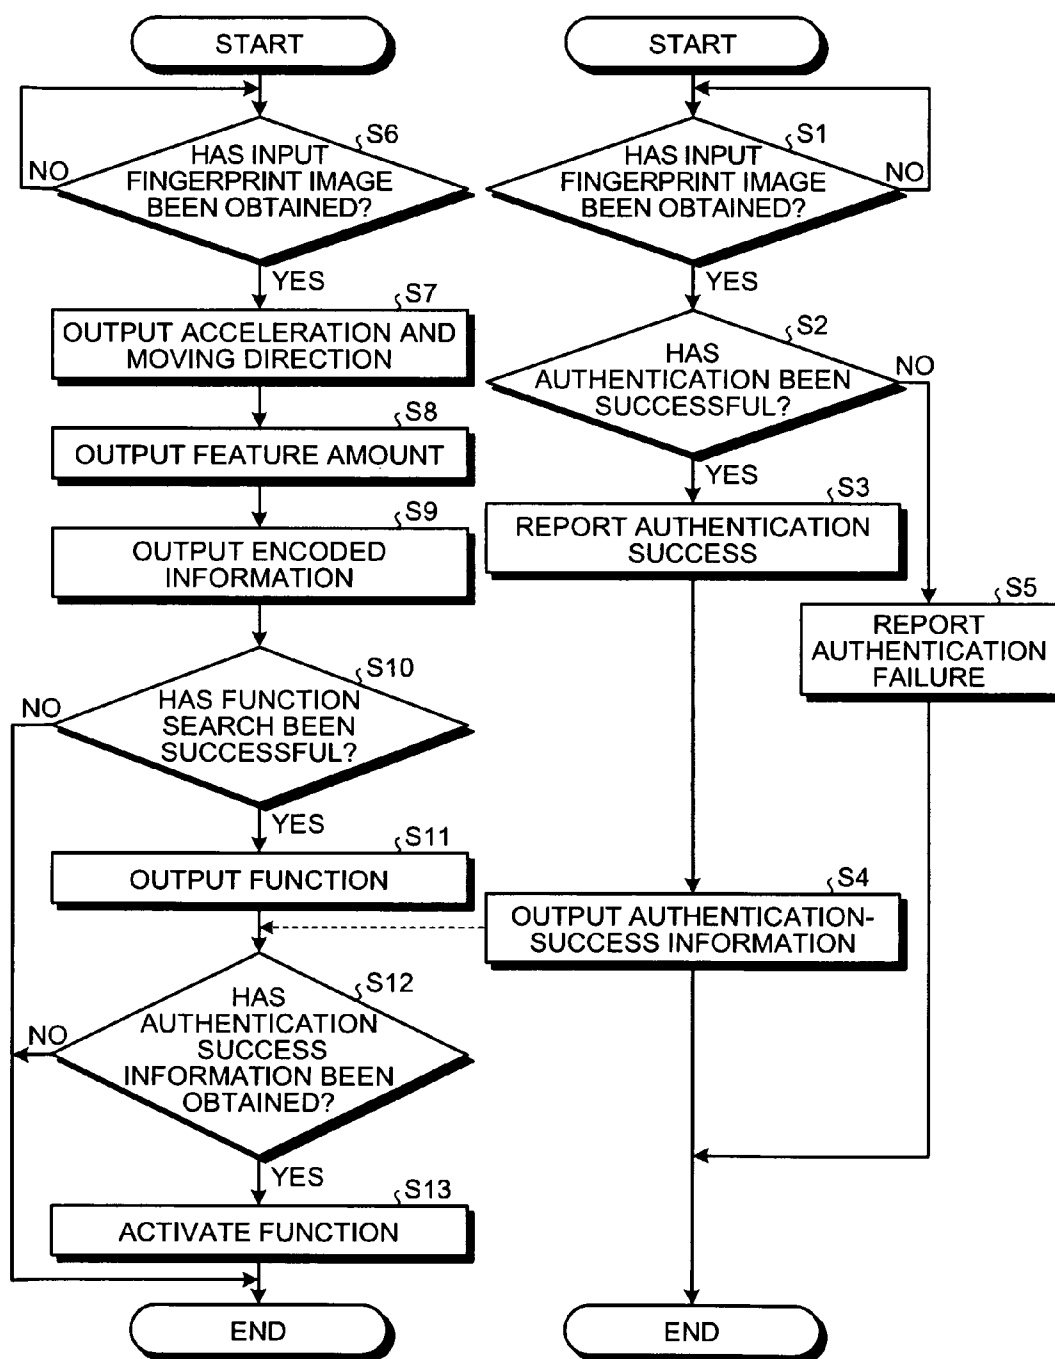 START
S6
HAS INPUT
FINGERPRINT IMAGE
BEEN OBTAINED?
NO
YES
S7
OUTPUT ACCELERATION AND
MOVING DIRECTION
S8
OUTPUT FEATURE AMOUNT
S9
OUTPUT ENCODED
INFORMATION
S10
HAS FUNCTION
SEARCH BEEN
SUCCESSFUL?
NO
YES
S11
OUTPUT FUNCTION
S12
HAS
AUTHENTICATION
SUCCESS
INFORMATION BEEN
OBTAINED?
NO
YES
S13
ACTIVATE FUNCTION
END
START
S1
HAS INPUT
FINGERPRINT IMAGE
BEEN OBTAINED?
NO
YES
S2
HAS
AUTHENTICATION BEEN
SUCCESSFUL?
NO
YES
S3
REPORT AUTHENTICATION
SUCCESS
S5
REPORT
AUTHENTICATION
FAILURE
S4
OUTPUT AUTHENTICATION-
SUCCESS INFORMATION
END